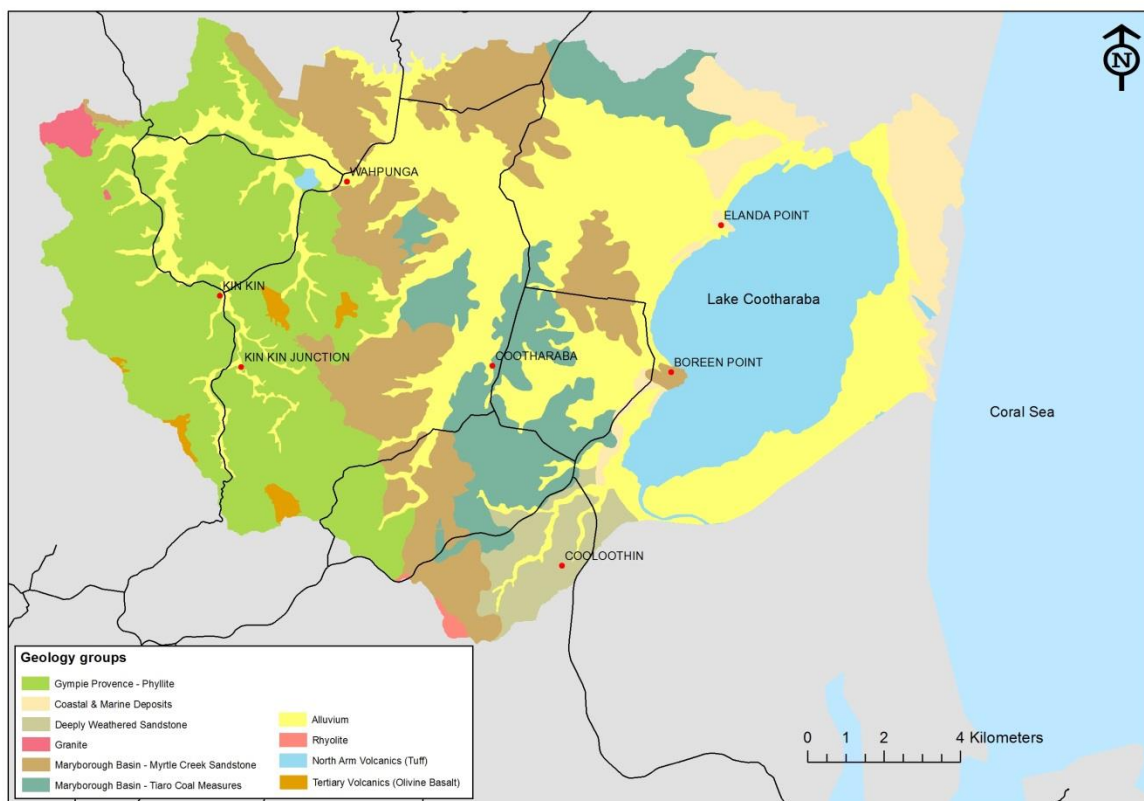 N
WAHPUNGA
ELANDA POINT
KIN KIN
Lake Cootharaba
KIN KIN JUNCTION
COOTHARABA
BOREEN POINT
Coral Sea
COOLOOTHIN
Geology groups
Gympie Provence - Phyllite
Coastal & Marine Deposits
Deeply Weathered Sandstone
Granite
Maryborough Basin - Myrtle Creek Sandstone
Maryborough Basin - Tiaro Coal Measures
Alluvium
Rhyolite
North Arm Volcanics (Tuff)
Tertiary Volcanics (Olivine Basalt)
0 1 2 4 Kilometers